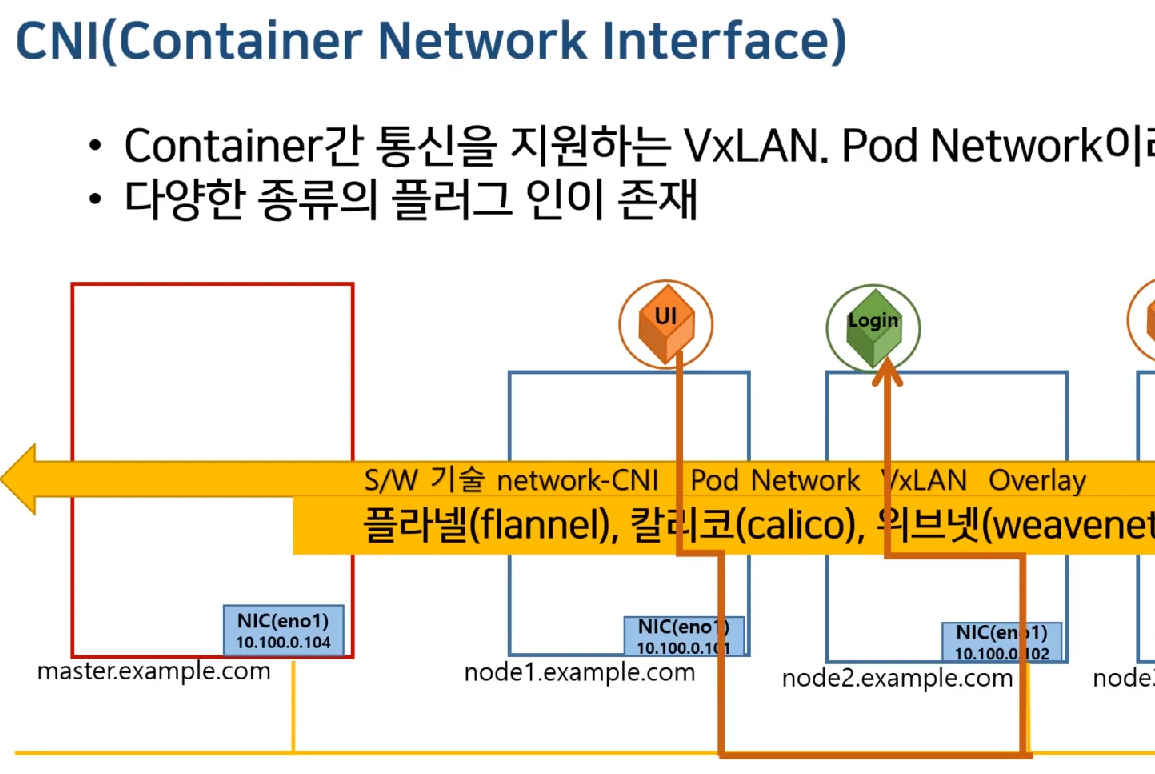 CNI(Container Network Interface)
• Container간 통신을 지원하는 VxLAN. Pod Network이라
• 다양한 종류의 플러그 인이 존재
UI
Login
S/W 기술 network-CNI Pod Network VxLAN Overlay
플라넬(flannel), 칼리코(calico), 위브넷(weavenet
NIC(eno1)
10.100.0.104
NIC(eno1)
10.100.0.101
NIC(eno1)
10.100.0.102
master.example.com
node1.example.com
node2.example.com
node3